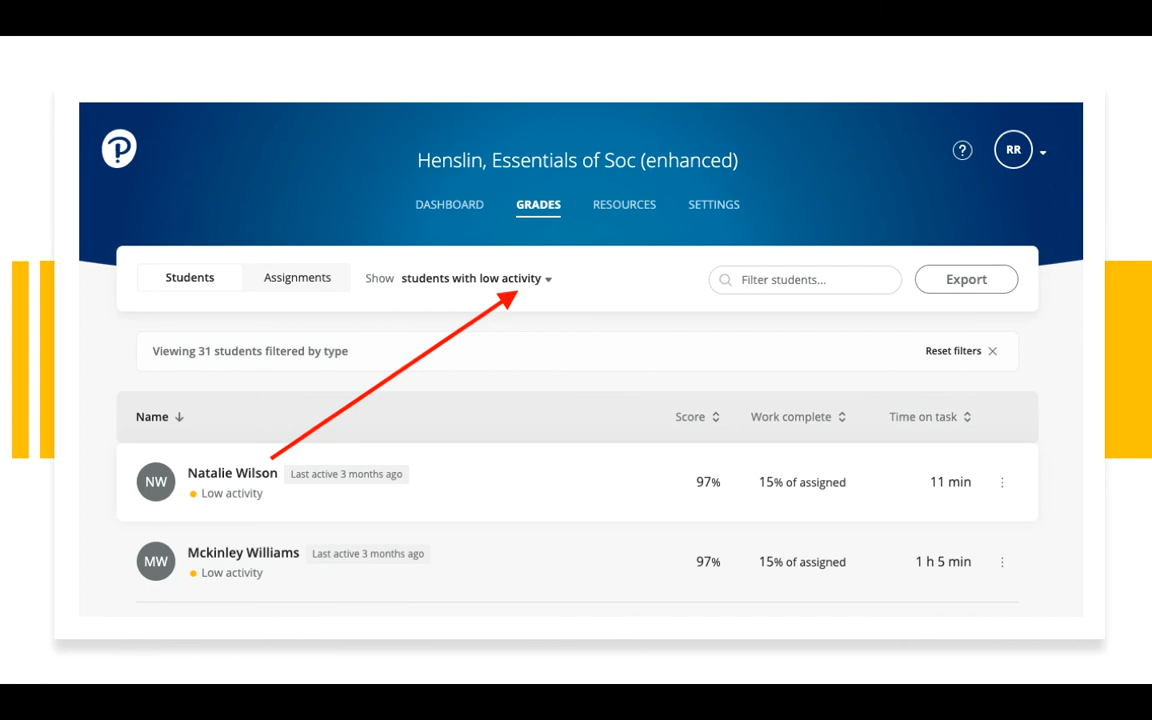 Henslin, Essentials of Soc (enhanced)
? RR
DASHBOARD GRADES RESOURCES SETTINGS
Students Assignments Show students with low activity Filter students... Export
Viewing 31 students filtered by type Reset filters
Name Score Work complete Time on task
NW Natalie Wilson Last active 3 months ago 97% 15% of assigned 11 min
Low activity
MW Mckinley Williams Last active 3 months ago 97% 15% of assigned 1 h 5 min
Low activity